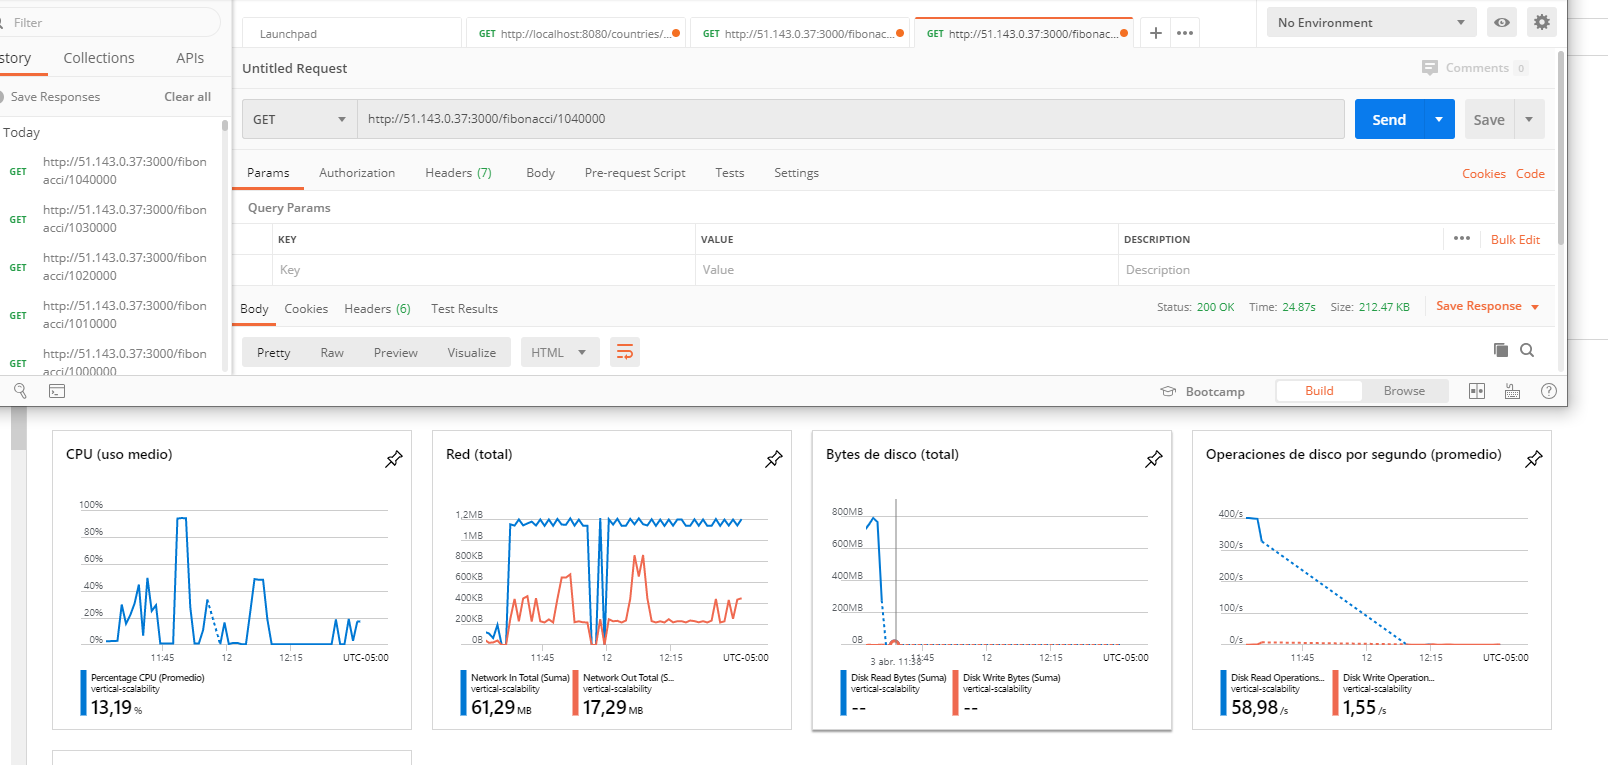 Filter
Launchpad
GET http://localhost:8080/countries/...
GET http://51.143.0.37:3000/fibonac...
GET http://51.143.0.37:3000/fibonac...
No Environment
story
Collections
APIs
Untitled Request
Comments 0
Save Responses
Clear all
GET
http://51.143.0.37:3000/fibonacci/1040000
Send
Save
Today
GET http://51.143.0.37:3000/fibon
acci/1040000
GET http://51.143.0.37:3000/fibon
acci/1030000
GET http://51.143.0.37:3000/fibon
acci/1020000
GET http://51.143.0.37:3000/fibon
acci/1010000
GET http://51.143.0.37:3000/fibon
acci/1000000
Params
Authorization
Headers (7)
Body
Pre-request Script
Tests
Settings
Cookies
Code
Query Params
KEY
VALUE
DESCRIPTION
Bulk Edit
Key
Value
Description
Body
Cookies
Headers (6)
Test Results
Status: 200 OK
Time: 24.87s
Size: 212.47 KB
Save Response
Pretty
Raw
Preview
Visualize
HTML
Bootcamp
Build
Browse
CPU (uso medio)
100%
80%
60%
40%
20%
0%
11:45
12
12:15
UTC-05:00
Percentage CPU (Promedio)
vertical-scalability
13,19 %
Red (total)
1,2MB
1MB
800KB
600KB
400KB
200KB
0B
11:45
12
12:15
UTC-05:00
Network In Total (Suma)
vertical-scalability
61,29 MB
Network Out Total (S...
vertical-scalability
17,29 MB
Bytes de disco (total)
800MB
600MB
400MB
200MB
0B
3 abr. 11:38
11:45
12
12:15
UTC-05:00
Disk Read Bytes (Suma)
vertical-scalability
--
Disk Write Bytes (Suma)
vertical-scalability
--
Operaciones de disco por segundo (promedio)
400/s
300/s
200/s
100/s
0/s
11:45
12
12:15
UTC-05:00
Disk Read Operations...
vertical-scalability
58,98 /s
Disk Write Operation...
vertical-scalability
1,55 /s